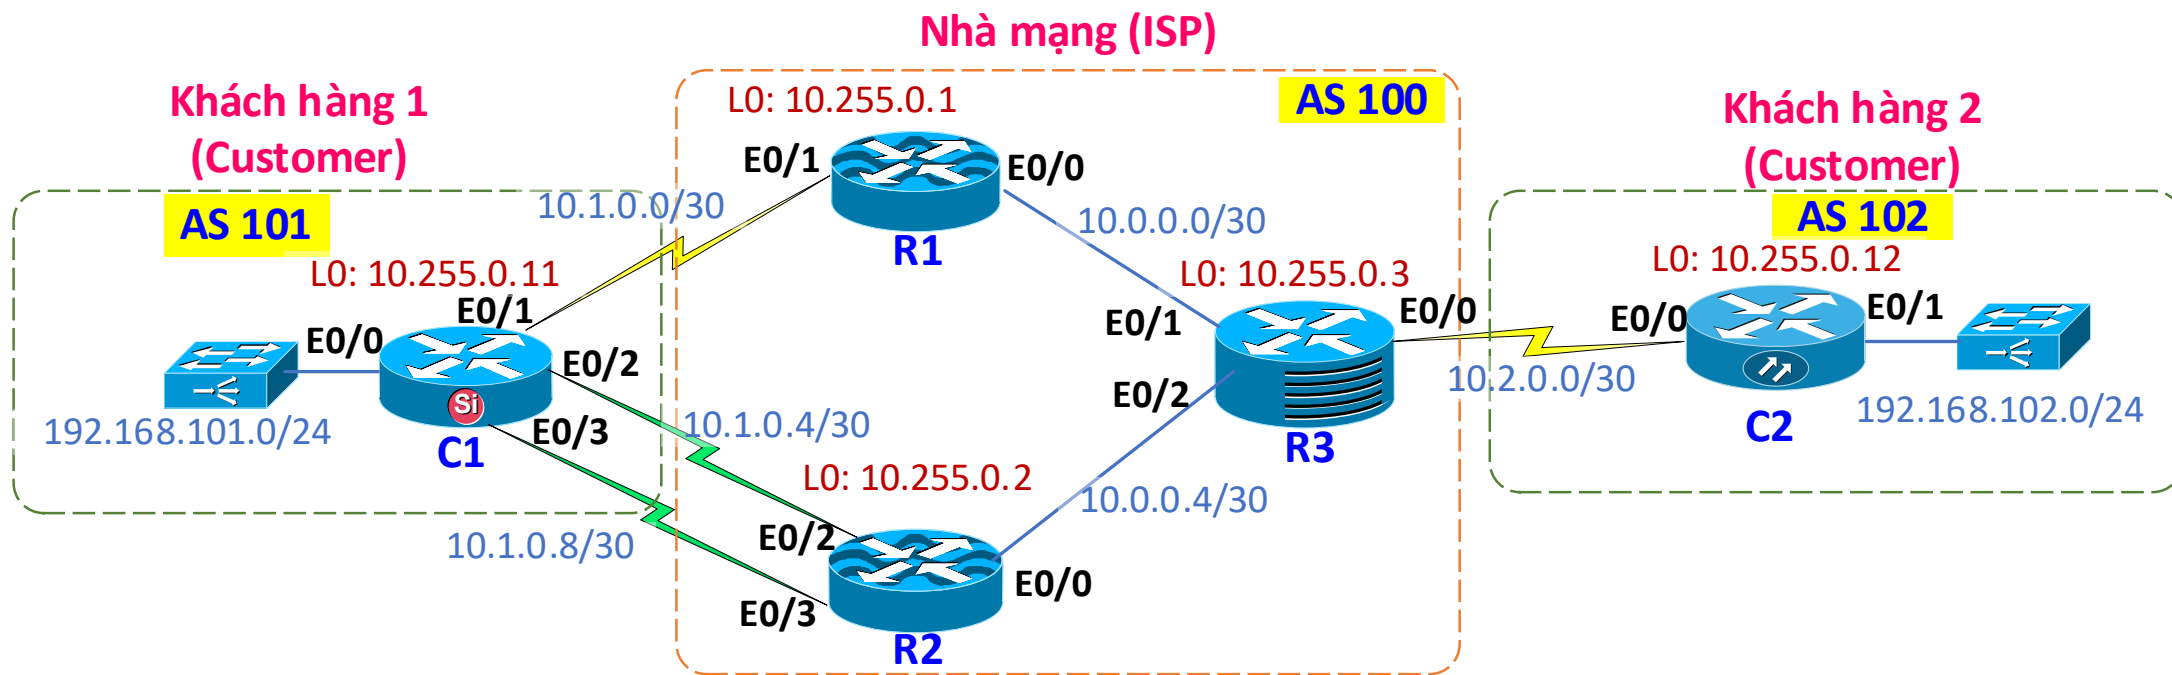 Nhà mạng (ISP)
Khách hàng 1
(Customer)
L0: 10.255.0.1
AS 100
Khách hàng 2
(Customer)
E0/1
E0/0
10.1.0.0/30
AS 101
10.0.0.0/30
AS 102
R1
L0: 10.255.0.11
L0: 10.255.0.3
L0: 10.255.0.12
E0/1
E0/0
E0/1
E0/0
E0/1
E0/0
E0/2
10.2.0.0/30
E0/2
Si
192.168.101.0/24
E0/3
10.1.0.4/30
192.168.102.0/24
C1
R3
C2
L0: 10.255.0.2
10.0.0.4/30
10.1.0.8/30
E0/2
E0/0
E0/3
R2